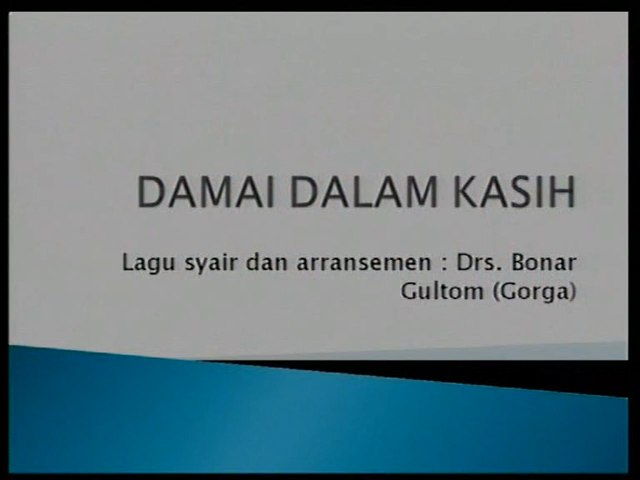 DAMAI DALAM KASIH
Lagu syair dan arransemen : Drs. Bonar
Gultom (Gorga)